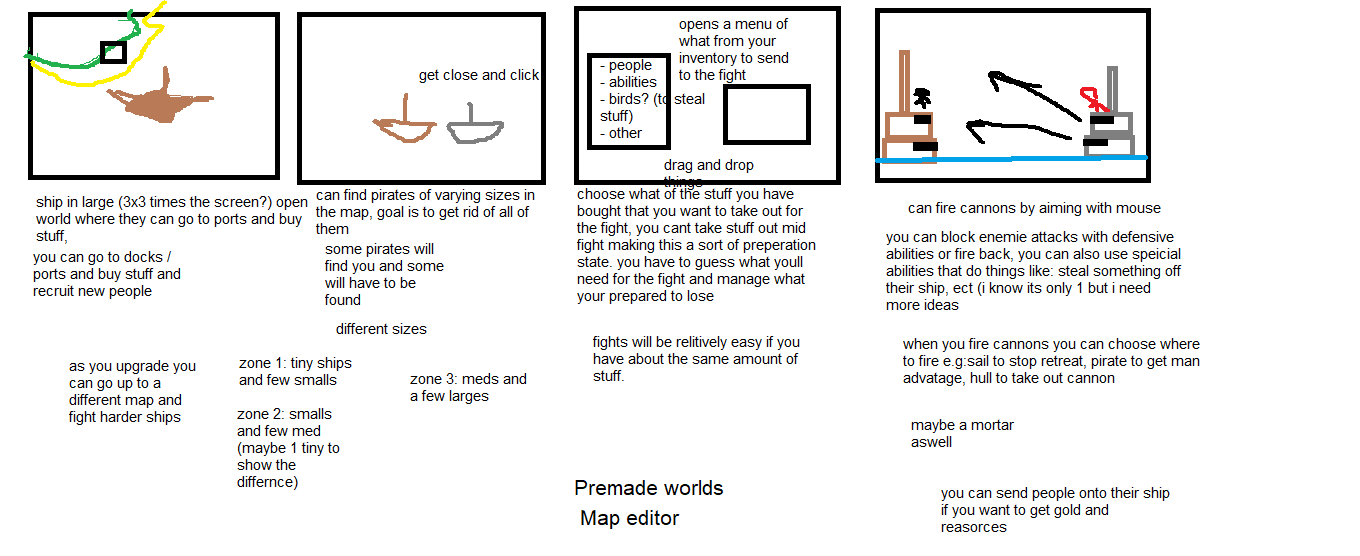 get close and click
- people
- abilities
- birds? (to steal
stuff)
- other
opens a menu of
what from your
inventory to send
to the fight
drag and drop
things
ship in large (3x3 times the screen?) open
world where they can go to ports and buy
stuff,
you can go to docks /
ports and buy stuff and
recruit new people
can find pirates of varying sizes in
the map, goal is to get rid of all of
them
some pirates will
find you and some
will have to be
found
different sizes
choose what of the stuff you have
bought that you want to take out for
the fight, you cant take stuff out mid
fight making this a sort of preperation
state. you have to guess what youll
need for the fight and manage what
your prepared to lose
fights will be relitively easy if you
have about the same amount of
stuff.
can fire cannons by aiming with mouse
you can block enemie attacks with defensive
abilities or fire back, you can also use speicial
abilities that do things like: steal something off
their ship, ect (i know its only 1 but i need
more ideas
when you fire cannons you can choose where
to fire e.g:sail to stop retreat, pirate to get man
advatage, hull to take out cannon
maybe a mortar
aswell
you can send people onto their ship
if you want to get gold and
reasorces
as you upgrade you
can go up to a
different map and
fight harder ships
zone 1: tiny ships
and few smalls
zone 2: smalls
and few med
(maybe 1 tiny to
show the
differnce)
zone 3: meds and
a few larges
Premade worlds
Map editor